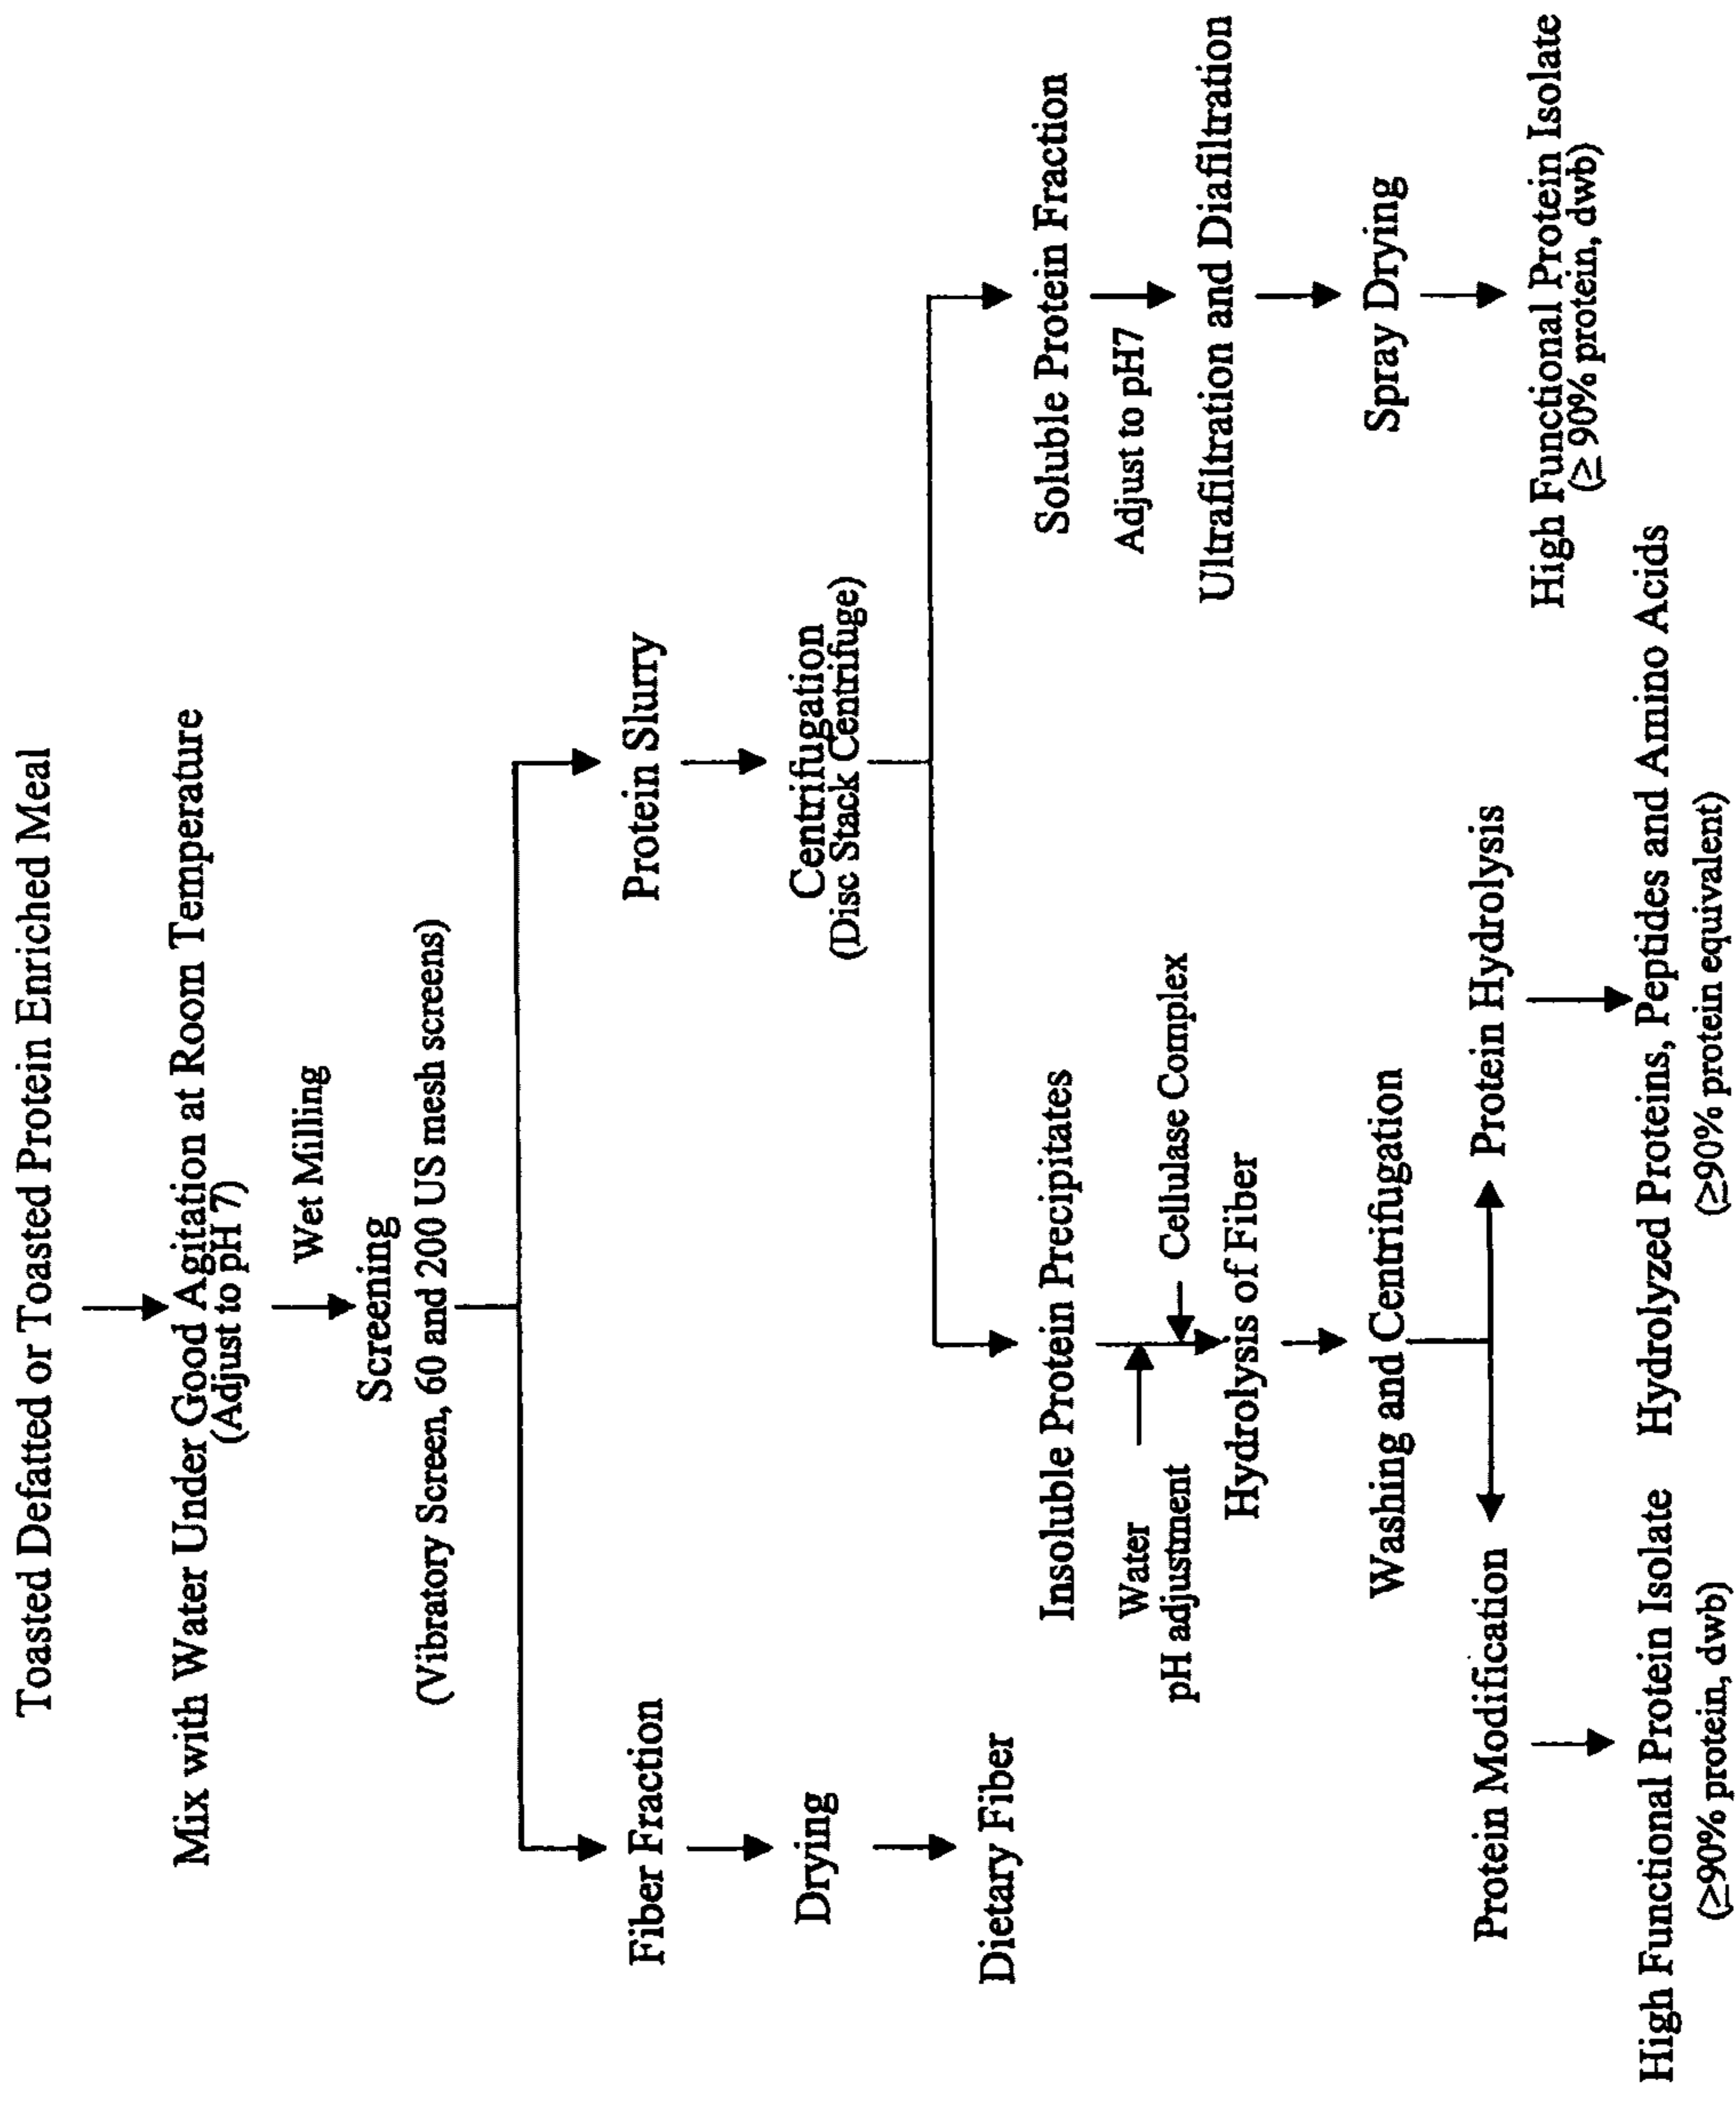 Toasted Defatted or Toasted Protein Enriched Meal
Mix with Water Under Good Agitation at Room Temperature
(Adjust to pH 7)
Wet Milling
Screening
(Vibratory Screen, 60 and 200 US mesh screens)
Fiber Fraction
Drying
Dietary Fiber
Protein Slurry
Centrifugation
(Disc Stack Centrifuge)
Insoluble Protein Precipitates
Water
pH adjustment
Cellulase Complex
Hydrolysis of Fiber
Washing and Centrifugation
Protein Modification
High Functional Protein Isolate
(≥90% protein, dwb)
Protein Hydrolysis
Hydrolyzed Proteins, Peptides and Amino Acids
(≥90% protein equivalent)
Soluble Protein Fraction
Adjust to pH7
Ultrafiltration and Diafiltration
Spray Drying
High Functional Protein Isolate
(≥ 90% protein, dwb)